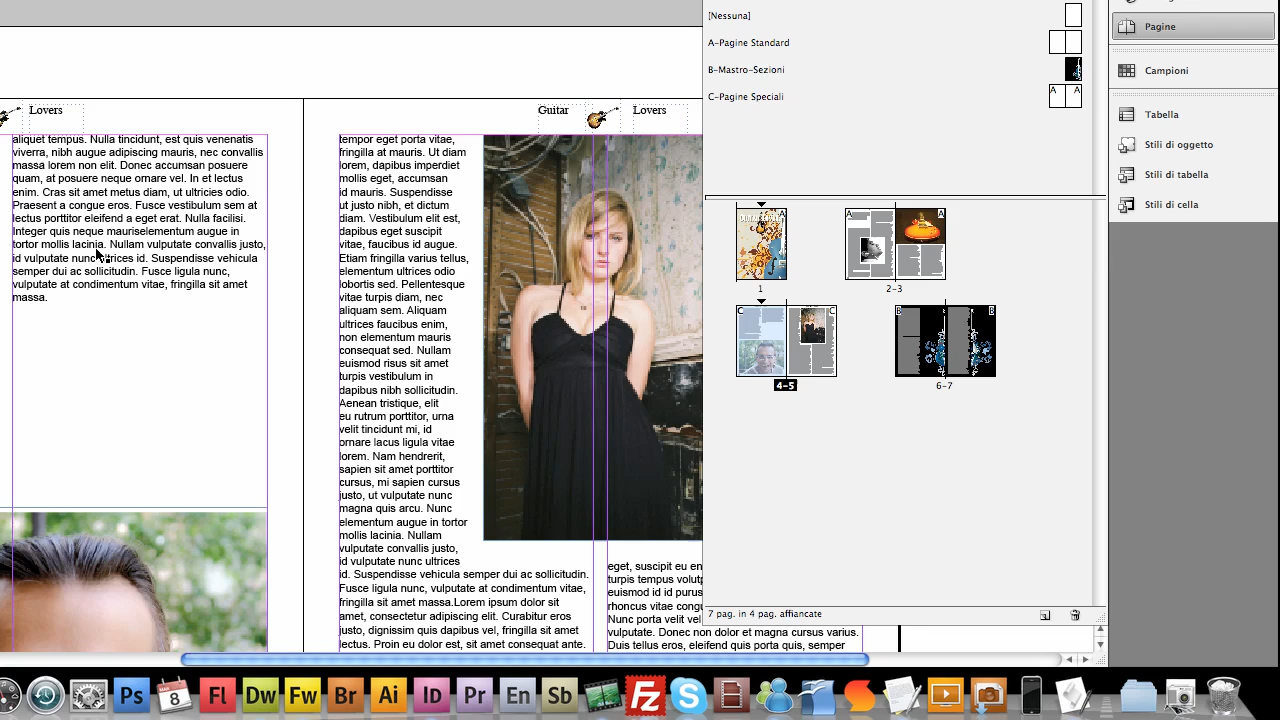 [Nessuna]
A-Pagine Standard
B-Mastro-Sezioni
C-Pagine Speciali
A A
Pagine
Campioni
Tabella
Stili di oggetto
Stili di tabella
Stili di cella
Lovers
Guitar
Lovers
aliquet tempus. Nulla tincidunt, est quis venenatis
viverra, nibh augue adipiscing mauris, nec convallis
massa lorem non elit. Donec accumsan posuere
quam, at posuere neque ornare vel. In et lectus
enim. Cras sit amet metus diam, ut ultricies odio.
Praesent a congue eros. Fusce vestibulum sem at
lectus porttitor eleifend a eget erat. Nulla facilisi.
Integer quis neque mauriselementum augue in
tortor mollis lacinia. Nullam vulputate convallis justo,
id vulputate nunc ultrices id. Suspendisse vehicula
semper dui ac sollicitudin. Fusce ligula nunc,
vulputate at condimentum vitae, fringilla sit amet
massa.
tempor eget porta vitae,
fringilla at mauris. Ut diam
lorem, dapibus imperdiet
mollis eget, accumsan
id mauris. Suspendisse
ut justo nibh, et dictum
diam. Vestibulum elit est,
dapibus eget suscipit
vitae, faucibus id augue.
Etiam fringilla varius tellus,
elementum ultrices odio
lobortis sed. Pellentesque
vitae turpis diam, nec
aliquam sem. Aliquam
ultrices faucibus enim,
non elementum mauris
consequat sed. Nullam
euismod risus sit amet
turpis vestibulum in
dapibus nibh sollicitudin.
Aenean tristique, elit
eu rutrum porttitor, urna
velit tincidunt mi, id
ornare lacus ligula vitae
lorem. Nam hendrerit,
sapien sit amet porttitor
cursus, mi sapien cursus
justo, ut vulputate nunc
magna quis arcu. Nunc
elementum augue in tortor
mollis lacinia. Nullam
vulputate convallis justo,
id vulputate nunc ultrices
id. Suspendisse vehicula semper dui ac sollicitudin.
Fusce ligula nunc, vulputate at condimentum vitae,
fringilla sit amet massa.Lorem ipsum dolor sit
amet, consectetur adipiscing elit. Curabitur eros
justo, dignissim quis dapibus vel, fringilla sit amet
lectus. Proin eu dolor est, sit amet consequat ante.
eget, suscipit eu en
turpis tempus volutp
euismod id id purus
rhoncus vitae congu
Nunc porta velit vel
vulputate. Donec non dolor et magna cursus varius.
Duis tellus eros, eleifend quis porta quis, semper
A
A
A
1
2-3
C
C
B
B
4-5
6-7
7 pag. in 4 pag. affiancate
MAR
8
Ps
Fl
Dw
Fw
Br
Ai
Id
Pr
En
Sb
Fz